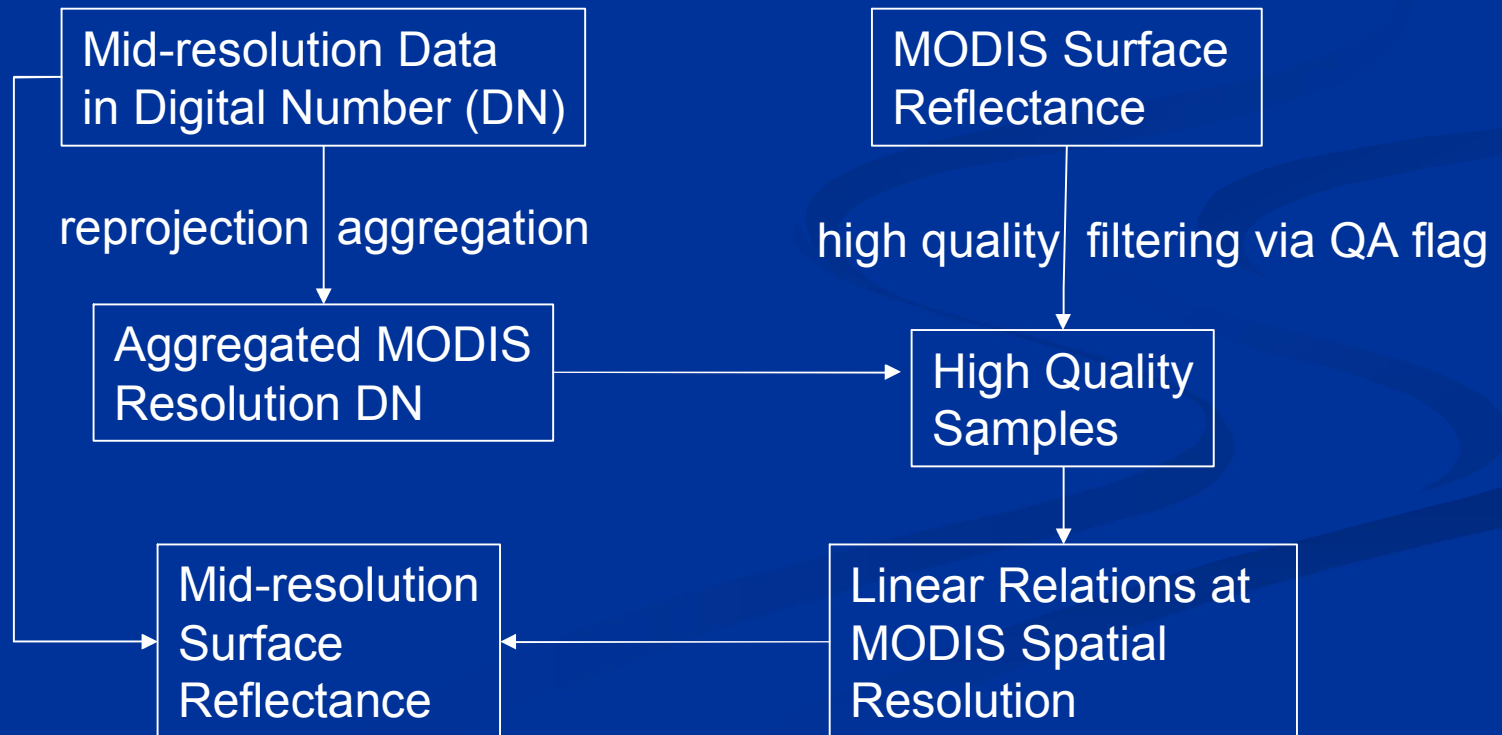 Mid-resolution Data
in Digital Number (DN)
MODIS Surface
Reflectance
reprojection aggregation
high quality filtering via QA flag
Aggregated MODIS
Resolution DN
High Quality
Samples
Mid-resolution
Surface
Reflectance
Linear Relations at
MODIS Spatial
Resolution